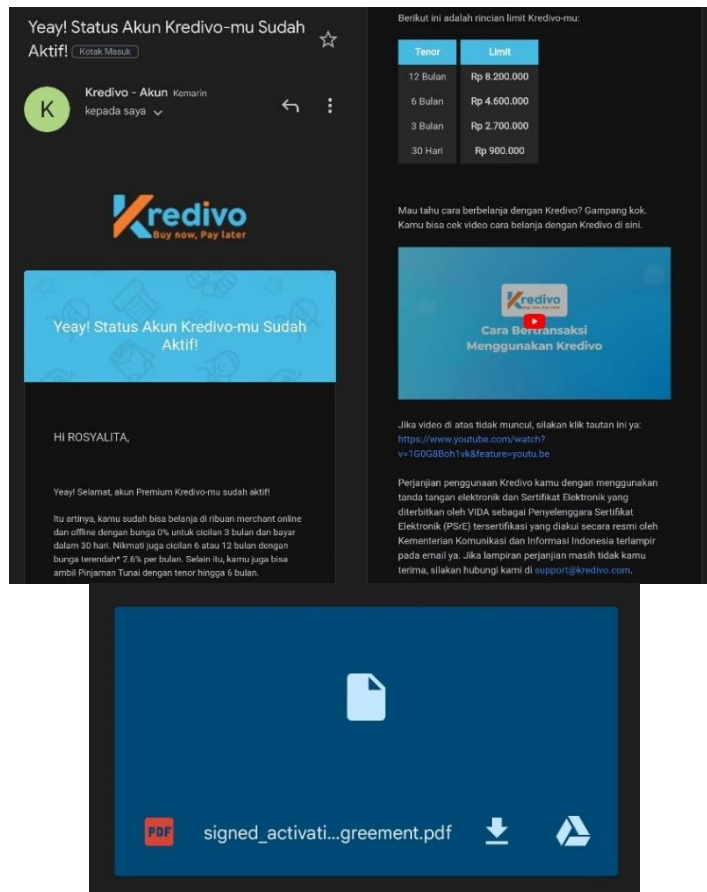 Yeay! Status Akun Kredivo-mu Sudah
Aktif! Kotak Masuk
K
Kredivo - Akun Kemarin
kepada saya
Kredivo
Buy now, Pay later
Yeay! Status Akun Kredivo-mu Sudah
Aktif!
HI ROSYALITA,
Yeay! Selamat, akun Premium Kredivo-mu sudah aktif!
Itu artinya, kamu sudah bisa belanja di ribuan merchant online
dan offline dengan bunga 0% untuk cicilan 3 bulan dan bayar
dalam 30 hari. Nikmati juga cicilan 6 atau 12 bulan dengan
bunga terendah* 2.6% per bulan. Selain itu, kamu juga bisa
ambil Pinjaman Tunai dengan tenor hingga 6 bulan.
Berikut ini adalah rincian limit Kredivo-mu:
Tenor Limit
12 Bulan Rp 8.200.000
6 Bulan Rp 4.600.000
3 Bulan Rp 2.700.000
30 Hari Rp 900.000
Mau tahu cara berbelanja dengan Kredivo? Gampang kok.
Kamu bisa cek video cara belanja dengan Kredivo di sini.
Kredivo
Buy now, Pay later
Cara Bertransaksi
Menggunakan Kredivo
Jika video di atas tidak muncul, silakan klik tautan ini ya:
https://www.youtube.com/watch?
v=1G0G8Boh1vk&feature=youtu.be
Perjanjian penggunaan Kredivo kamu dengan menggunakan
tanda tangan elektronik dan Sertifikat Elektronik yang
diterbitkan oleh VIDA sebagai Penyelenggara Sertifikat
Elektronik (PSrE) tersertifikasi yang diakui secara resmi oleh
Kementerian Komunikasi dan Informasi Indonesia terlampir
pada email ya. Jika lampiran perjanjian masih tidak kamu
terima, silakan hubungi kami di support@kredivo.com.
PDF signed_activati...greement.pdf